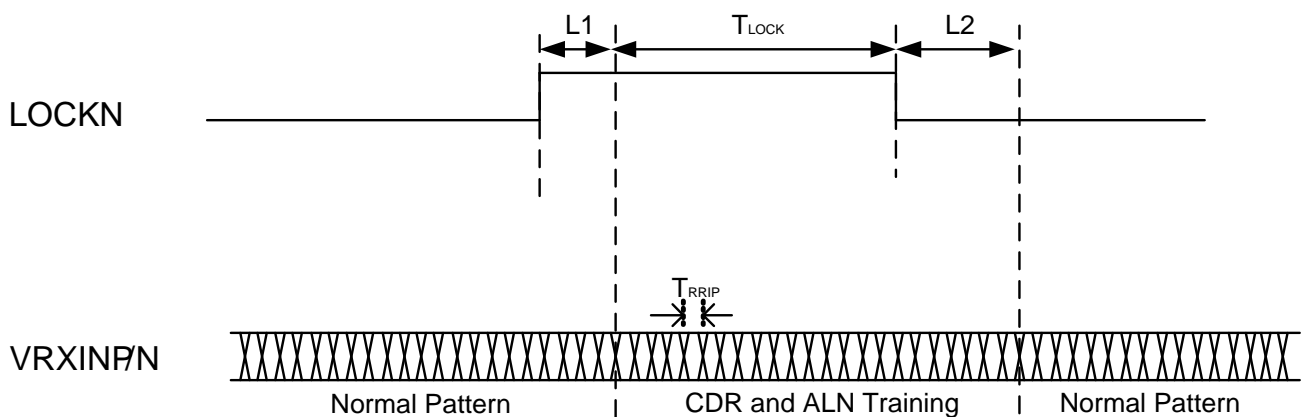 L1 TLOCK L2
LOCKN
TRRIP
VRXINP/N
Normal Pattern CDR and ALN Training Normal Pattern